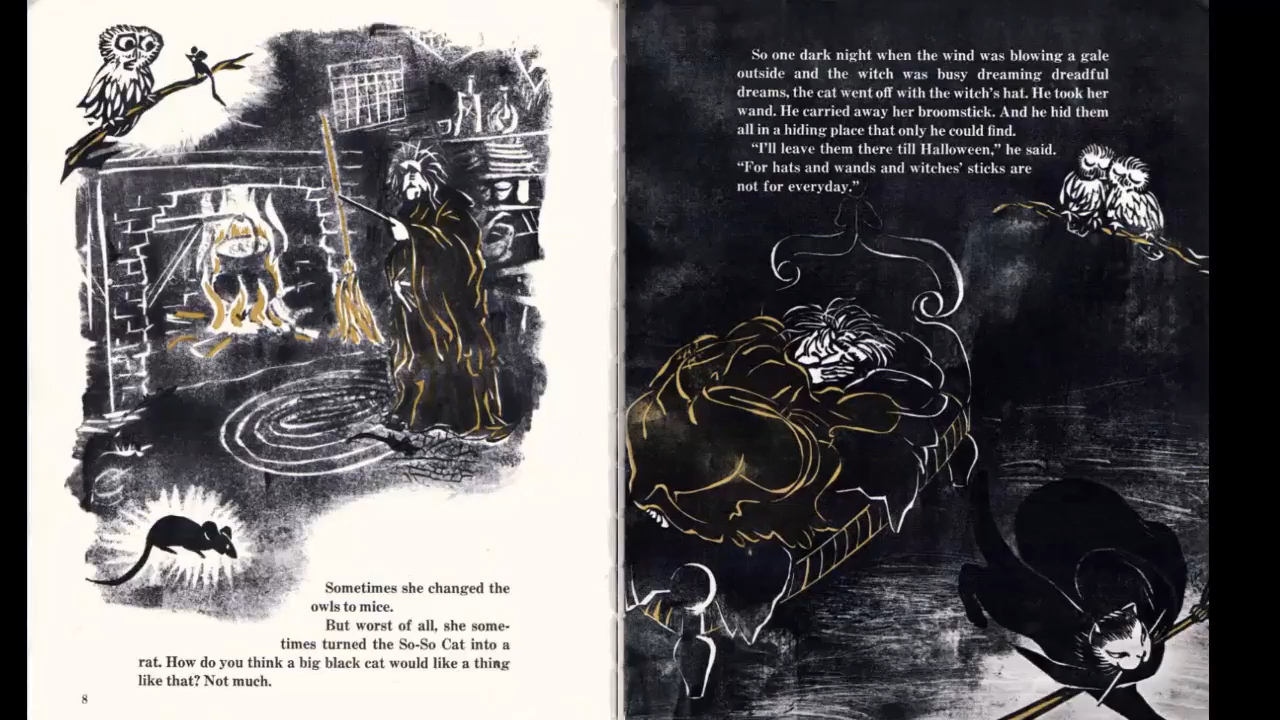 Sometimes she changed the
owls to mice.
But worst of all, she some-
times turned the So-So Cat into a
rat. How do you think a big black cat would like a thing
like that? Not much.
8
So one dark night when the wind was blowing a gale
outside and the witch was busy dreaming dreadful
dreams, the cat went off with the witch's hat. He took her
wand. He carried away her broomstick. And he hid them
all in a hiding place that only he could find.
"I'll leave them there till Halloween," he said.
"For hats and wands and witches' sticks are
not for everyday."